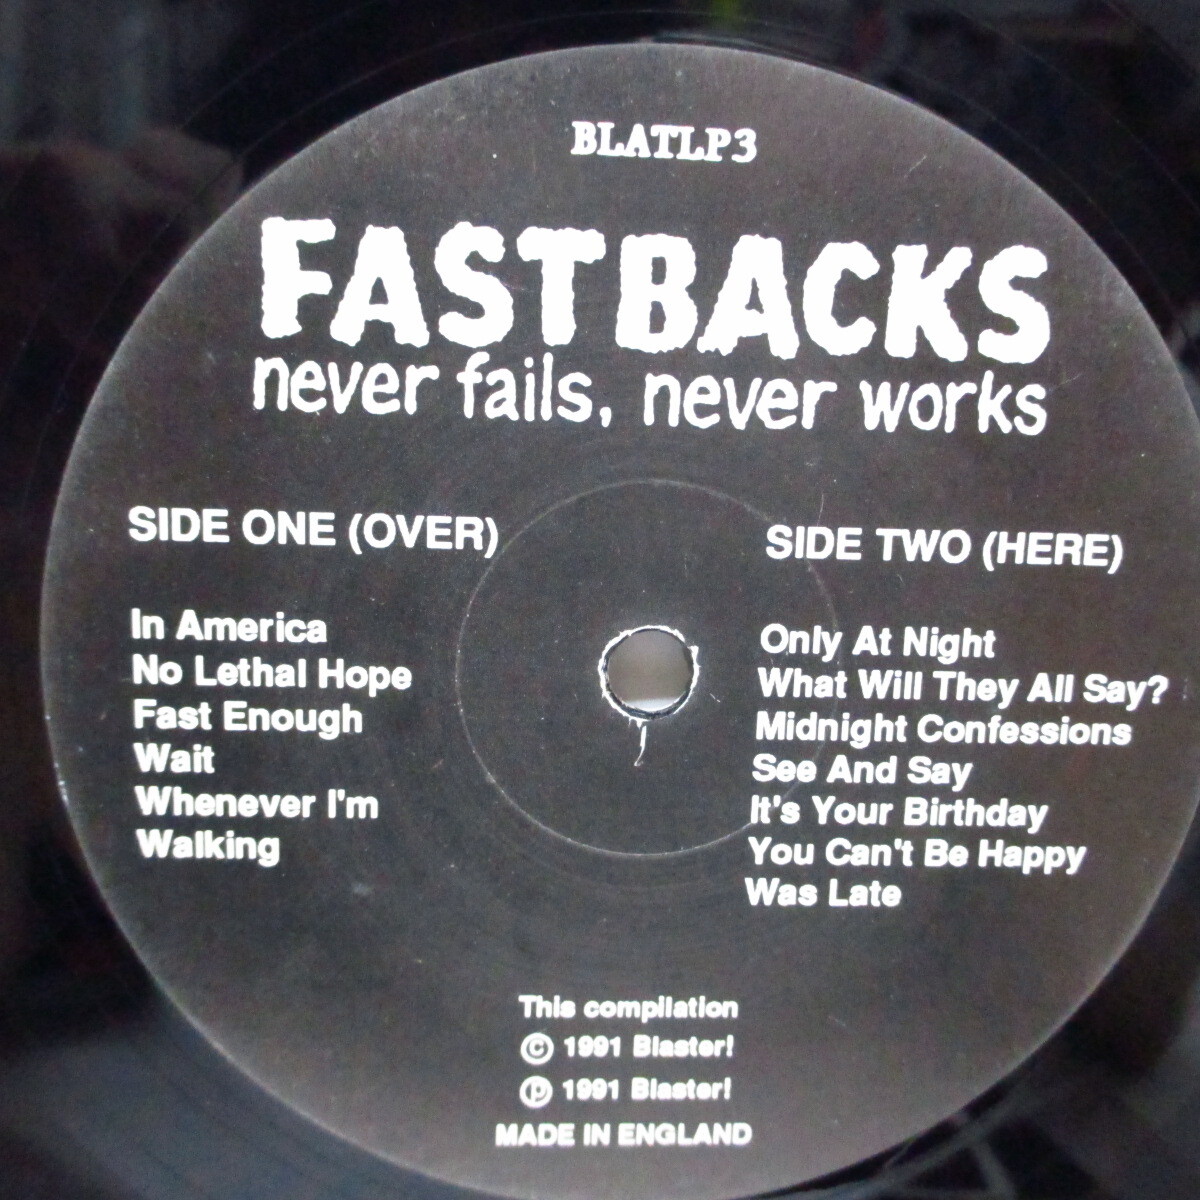 BLATLP3
FASTBACKS
never fails, never works
SIDE ONE (OVER)
In America
No Lethal Hope
Fast Enough
Wait
Whenever I'm
Walking
SIDE TWO (HERE)
Only At Night
What Will They All Say?
Midnight Confessions
See And Say
It's Your Birthday
You Can't Be Happy
Was Late
This compilation
© 1991 Blaster!
℗ 1991 Blaster!
MADE IN ENGLAND